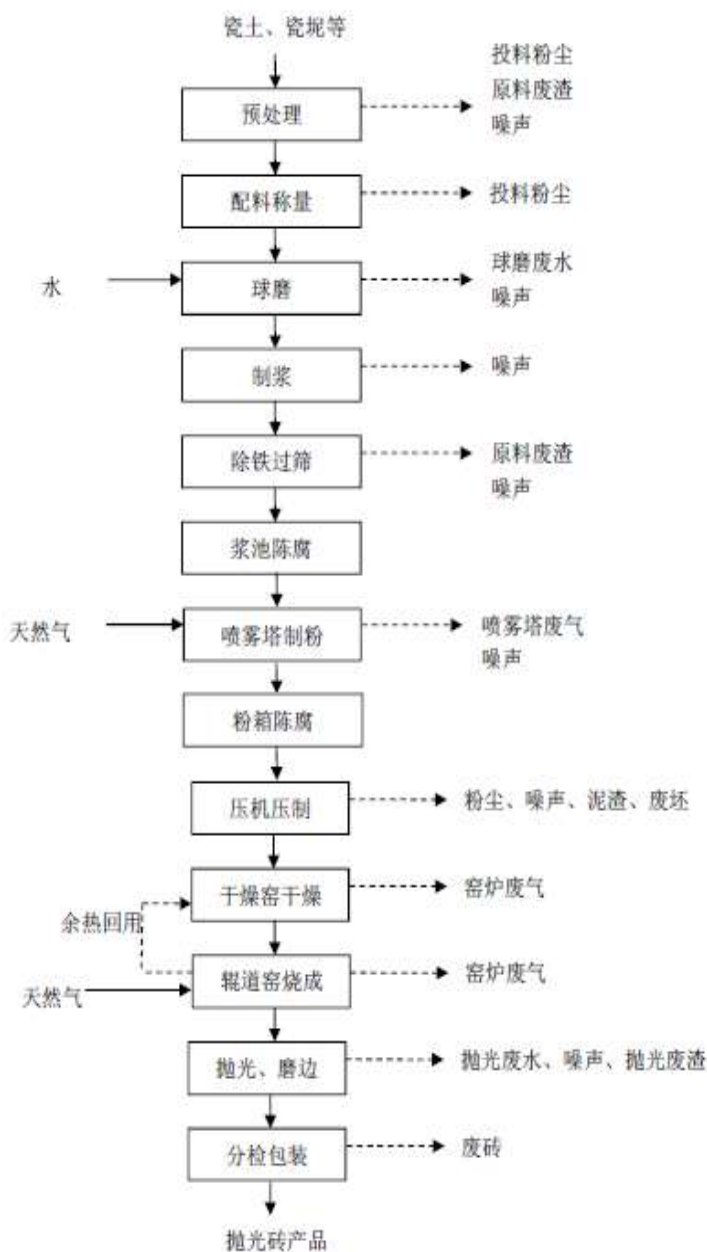 瓷土、瓷坭等
投料粉尘
原料废渣
噪声
预处理
配料称量
投料粉尘
水
球磨
球磨废水
噪声
制浆
噪声
除铁过筛
原料废渣
噪声
浆池陈腐
天然气
喷雾塔制粉
喷雾塔废气
噪声
粉箱陈腐
压机压制
粉尘、噪声、泥渣、废坯
干燥窑干燥
窑炉废气
余热回用
辊道窑烧成
窑炉废气
天然气
抛光、磨边
抛光废水、噪声、抛光废渣
分检包装
废砖
抛光砖产品